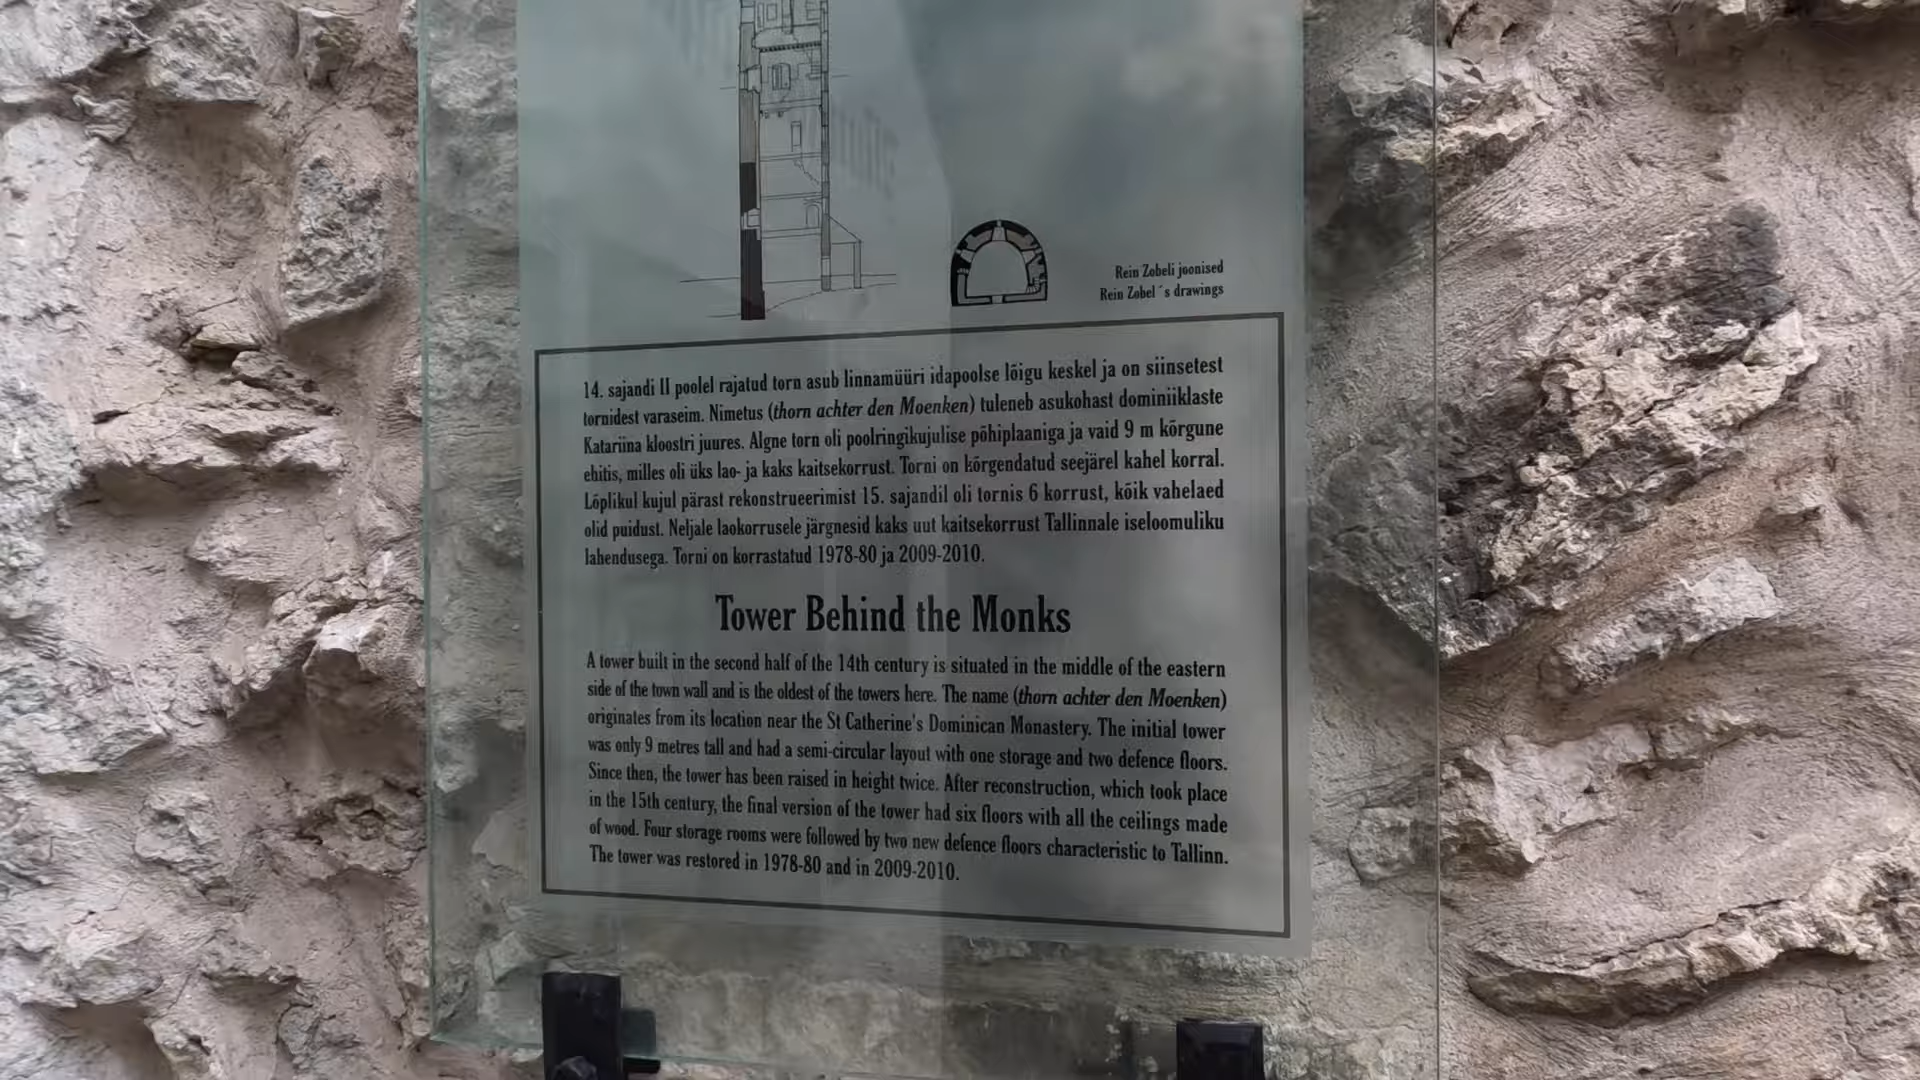 Rein Zobeli joonised
Rein Zobel´s drawings
14. sajandi II poolel rajatud torn asub linnamüüri idapoolse lõigu keskel ja on siinsetest
tornidest varaseim. Nimetus (thorn achter den Moenken) tuleneb asukohast dominiiklaste
Katariina kloostri juures. Algne torn oli poolringikujulise põhiplaaniga ja vaid 9 m kõrgune
ehitis, milles oli üks lao- ja kaks kaitsekorrust. Torni on kõrgendatud seejärel kahel korral.
Lõplikul kujul pärast rekonstrueerimist 15. sajandil oli tornis 6 korrust, kõik vahelaed
olid puidust. Neljale laokorrusele järgnesid kaks uut kaitsekorrust Tallinnale iseloomuliku
lahendusega. Torni on korrastatud 1978-80 ja 2009-2010.
Tower Behind the Monks
A tower built in the second half of the 14th century is situated in the middle of the eastern
side of the town wall and is the oldest of the towers here. The name (thorn achter den Moenken)
originates from its location near the St Catherine's Dominican Monastery. The initial tower
was only 9 metres tall and had a semi-circular layout with one storage and two defence floors.
Since then, the tower has been raised in height twice. After reconstruction, which took place
in the 15th century, the final version of the tower had six floors with all the ceilings made
of wood. Four storage rooms were followed by two new defence floors characteristic to Tallinn.
The tower was restored in 1978-80 and in 2009-2010.